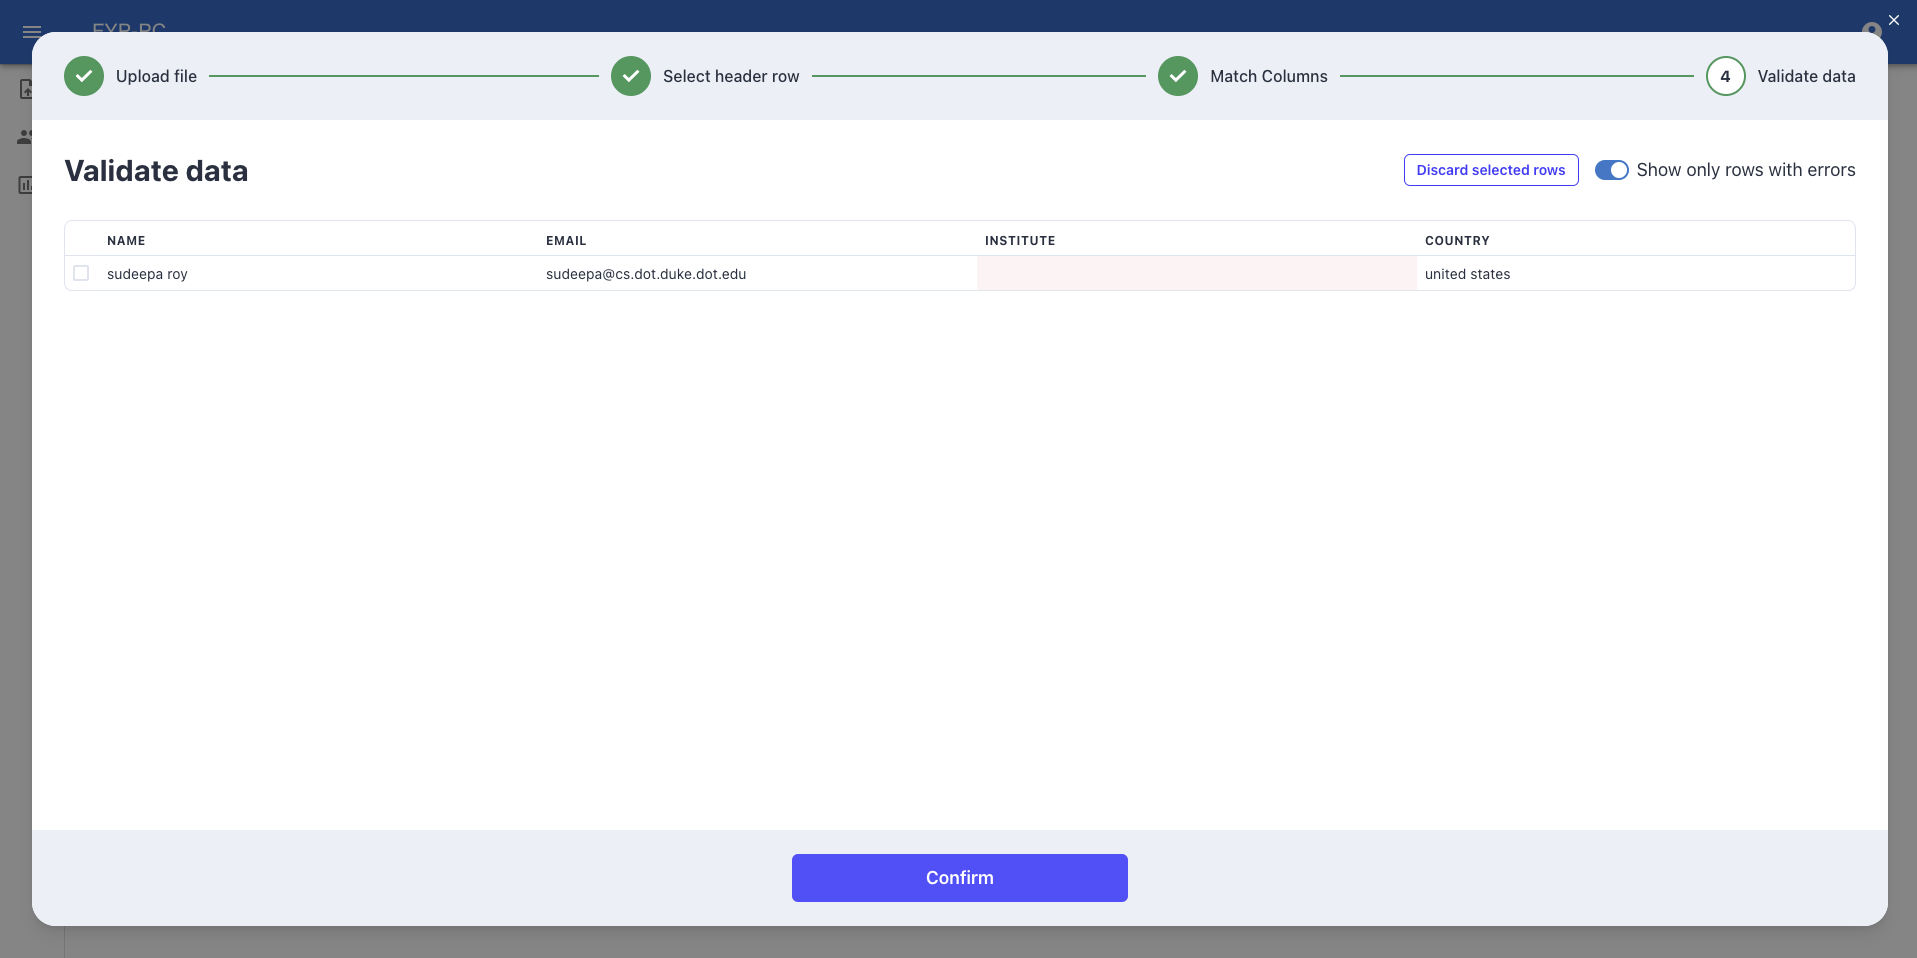 Upload file
Select header row
Match Columns
4
Validate data
Validate data
Discard selected rows
Show only rows with errors
NAME EMAIL INSTITUTE COUNTRY
sudeepa roy sudeepa@cs.dot.duke.dot.edu united states
Confirm